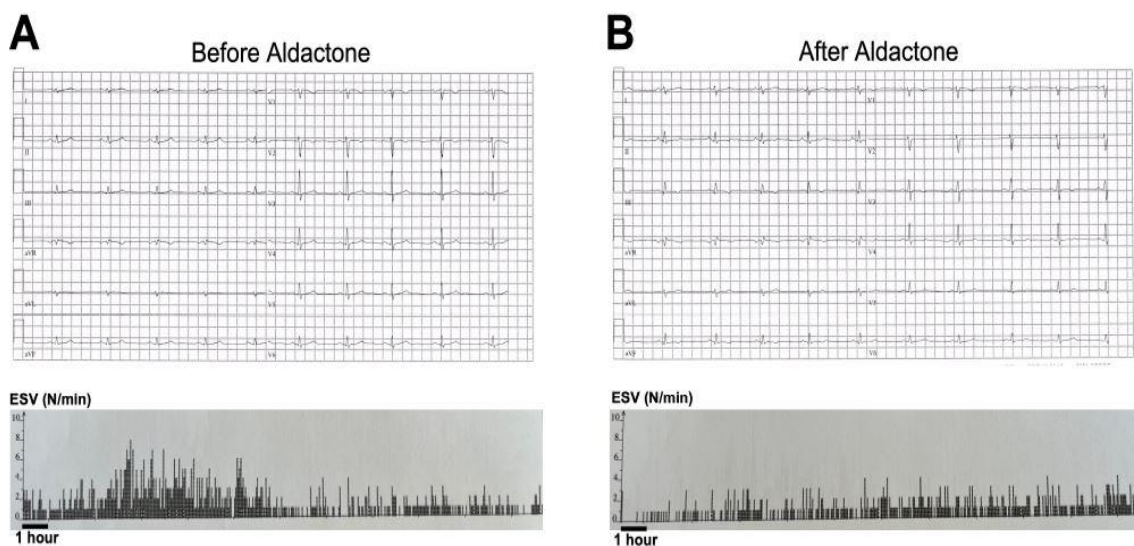 A
Before Aldactone
I
V1
II
V2
III
V3
aVR
V4
aVL
V5
aVF
V6
ESV (N/min)
10
8
6
4
2
0
1 hour
B
After Aldactone
I
V1
II
V2
III
V3
aVR
V4
aVL
V5
aVF
V6
ESV (N/min)
10
8
6
4
2
0
1 hour